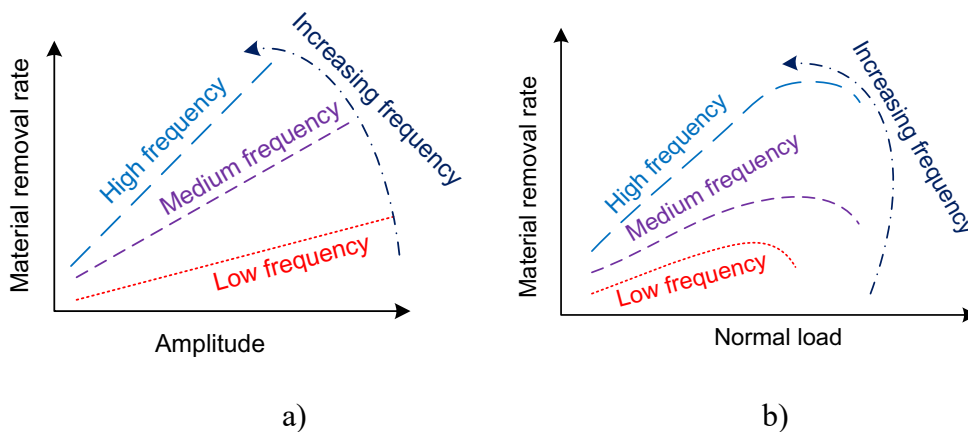 Material removal rate
High frequency
Medium frequency
Low frequency
Increasing frequency
Amplitude
a)
Material removal rate
High frequency
Medium frequency
Low frequency
Increasing frequency
Normal load
b)